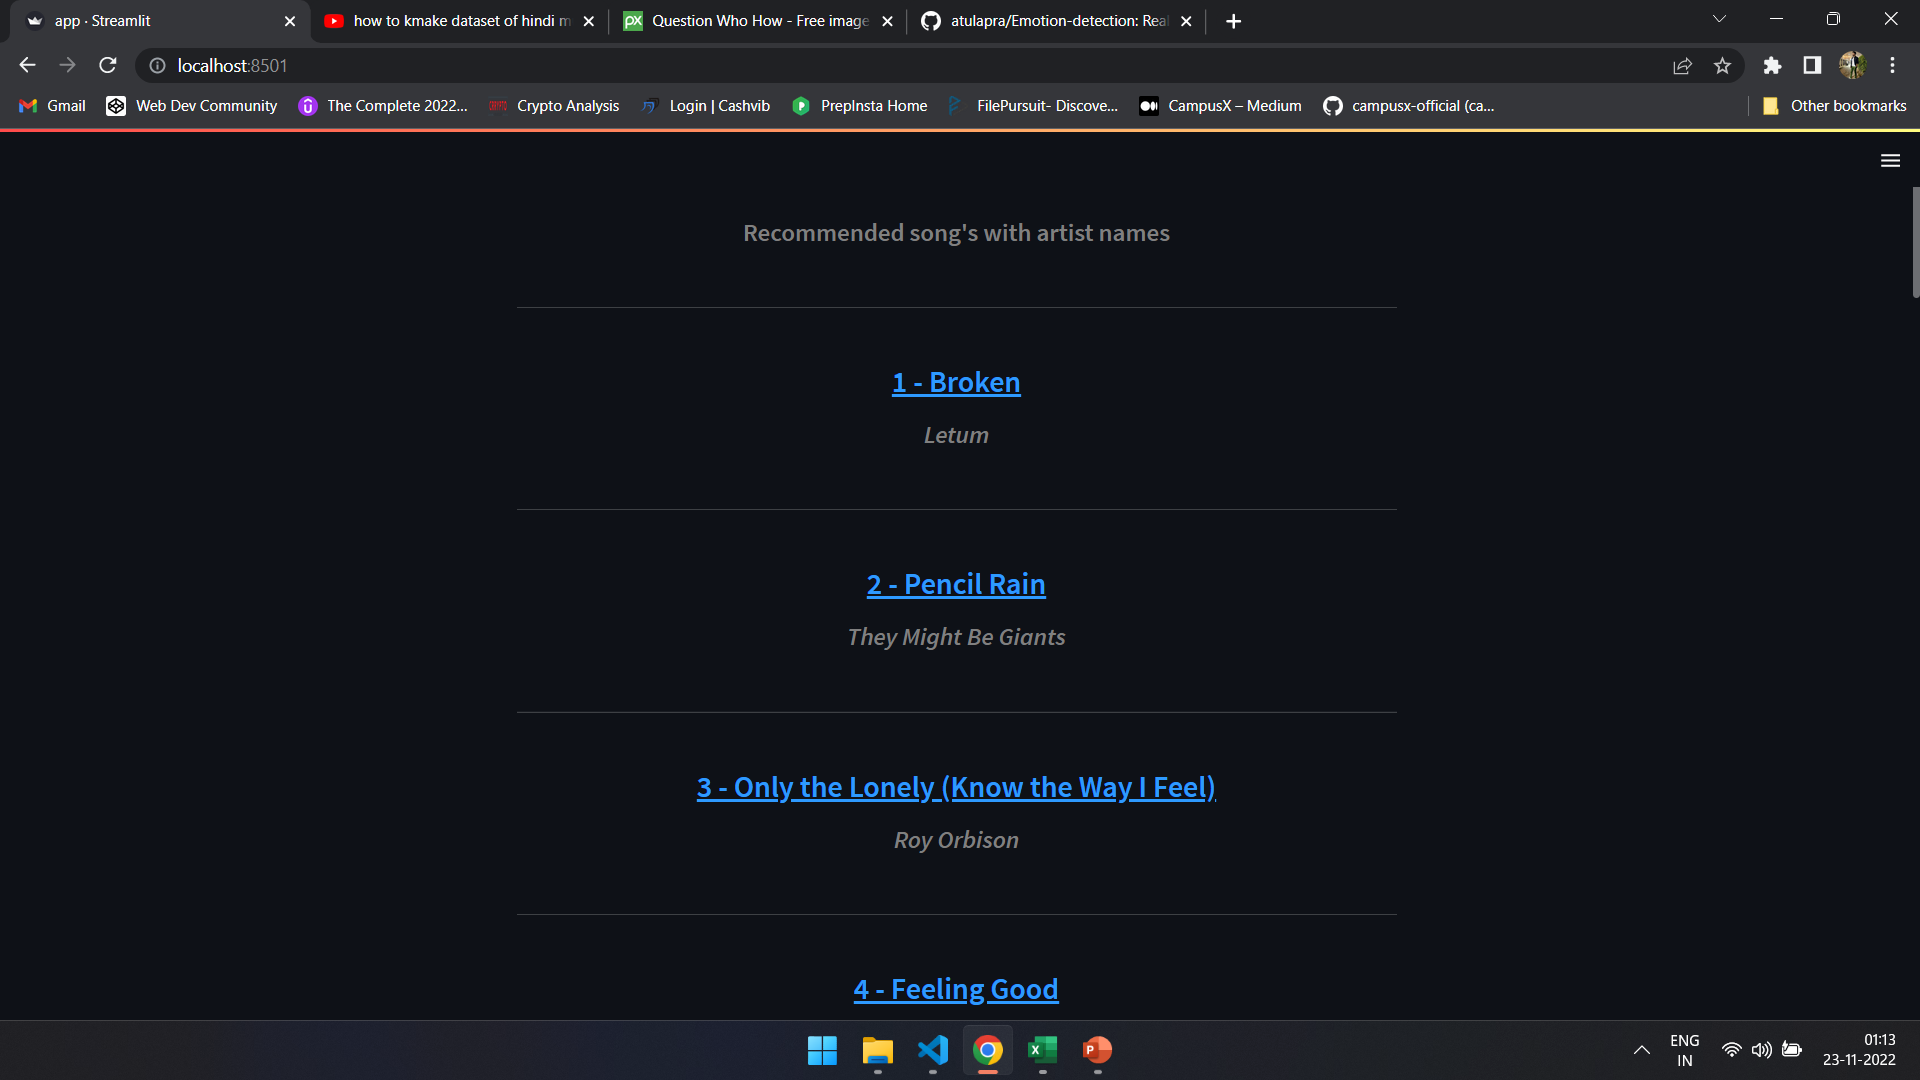 app · Streamlit
how to kmake dataset of hindi m
Question Who How - Free image
atulapra/Emotion-detection: Real
localhost:8501
Gmail
Web Dev Community
The Complete 2022...
Crypto Analysis
Login | Cashvib
PrepInsta Home
FilePursuit- Discove...
CampusX – Medium
campusx-official (ca...
Other bookmarks
Recommended song's with artist names
1 - Broken
Letum
2 - Pencil Rain
They Might Be Giants
3 - Only the Lonely (Know the Way I Feel)
Roy Orbison
4 - Feeling Good
ENG
IN
01:13
23-11-2022